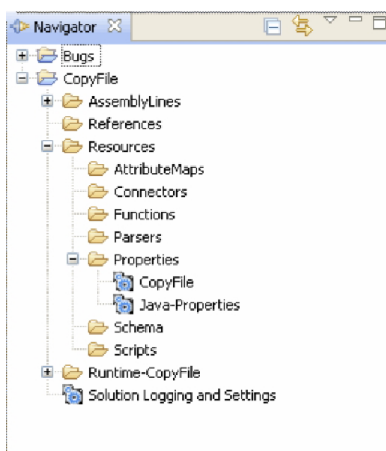 Navigator
Bugs
CopyFile
AssemblyLines
References
Resources
AttributeMaps
Connectors
Functions
Parsers
Properties
CopyFile
Java-Properties
Schema
Scripts
Runtime-CopyFile
Solution Logging and Settings